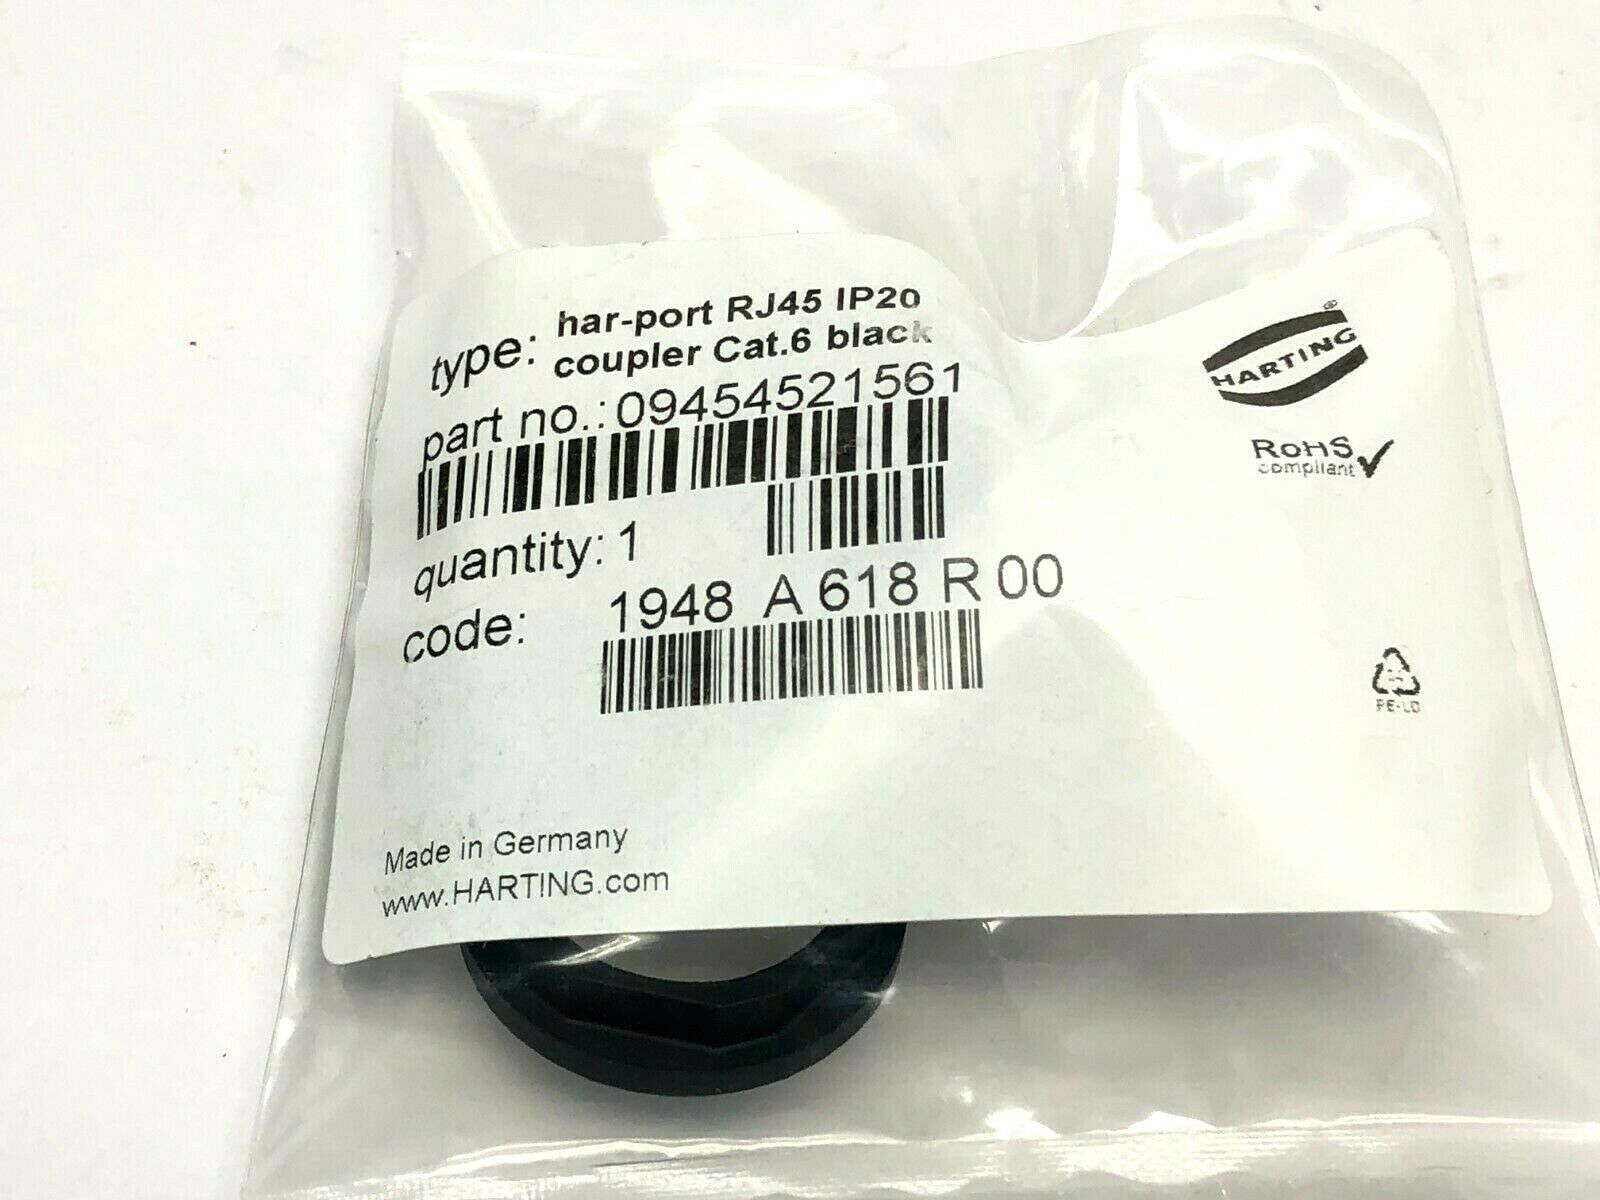 type: har-port RJ45 IP20
coupler Cat.6 black
part no.: 09454521561
quantity: 1
code: 1948 A 618 R 00
Made in Germany
www.HARTING.com
HARTING®
RoHS
compliant
PE-LD